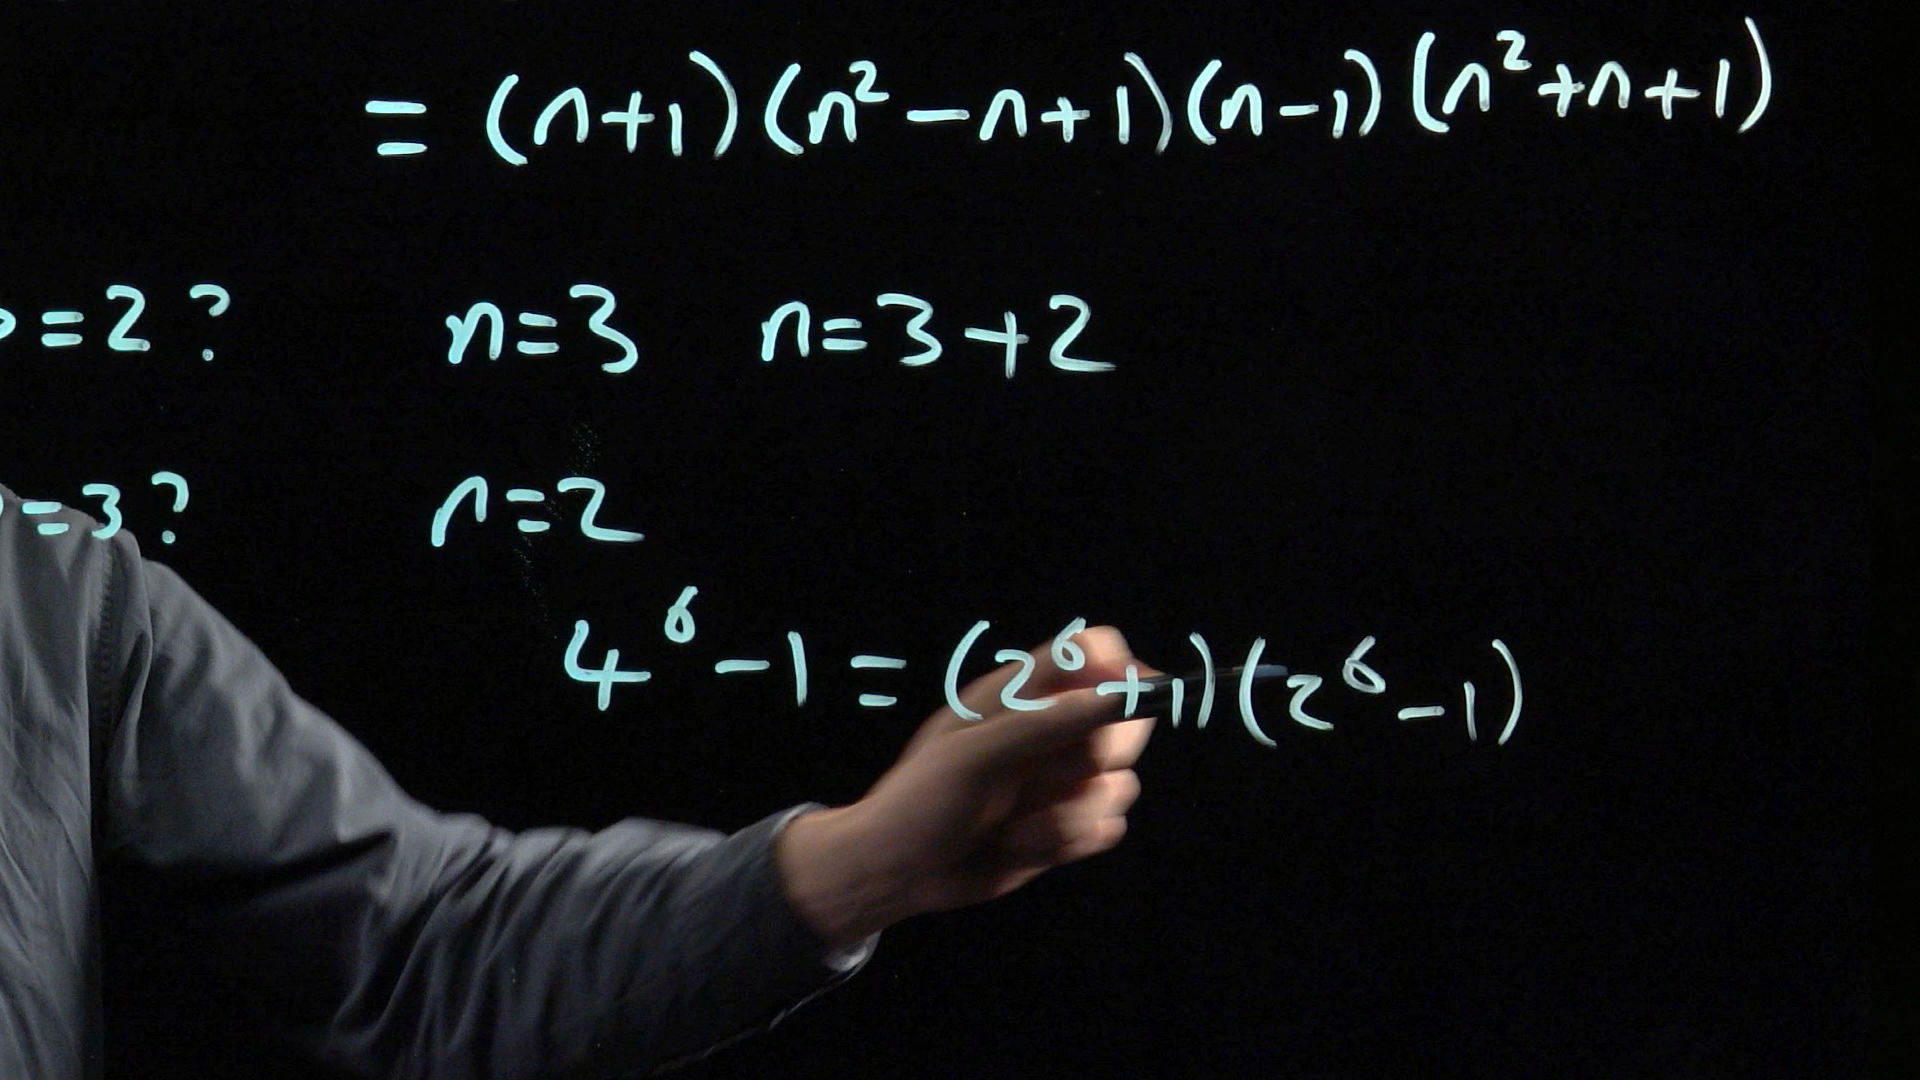 = (n+1)(n²-n+1)(n-1)(n²+n+1)
=2? n=3 n=3+2
=3? n=2
4⁶-1=(2⁶+1)(2⁶-1)